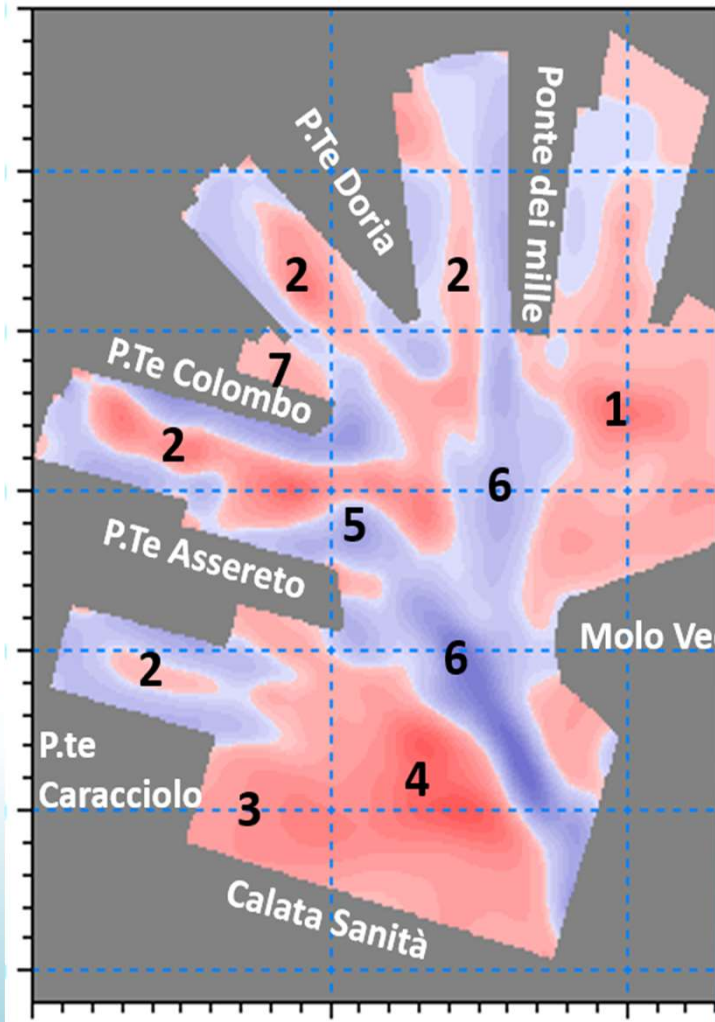 P.Te Doria
Ponte dei mille
2
2
7
P.Te Colombo
1
2
6
5
P.Te Assereto
Molo Ve
6
2
P.te
Caracciolo
4
3
Calata Sanità